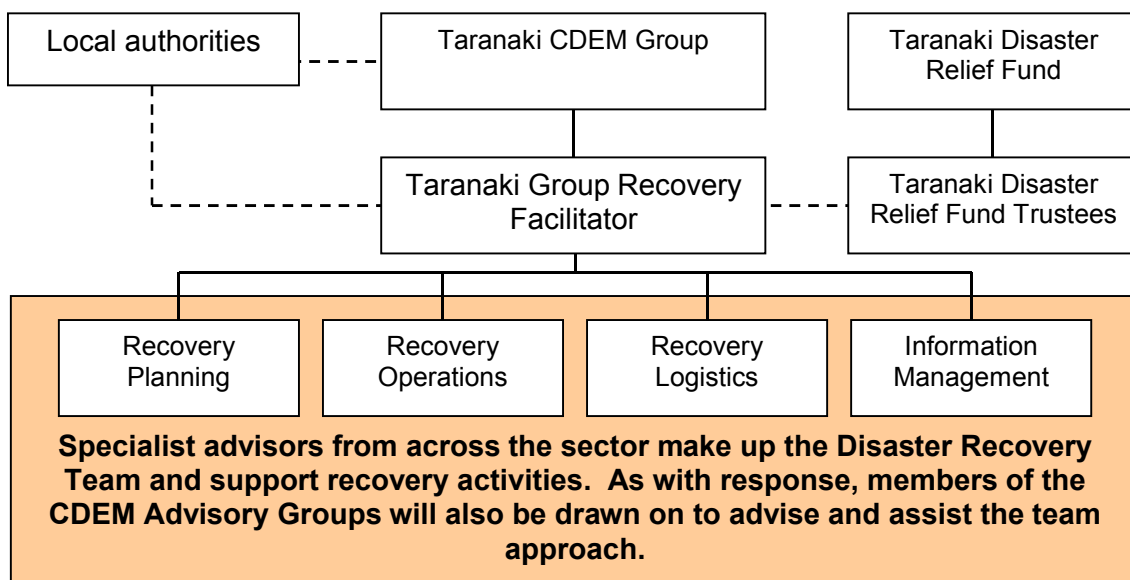 Local authorities
Taranaki CDEM Group
Taranaki Disaster
Relief Fund
Taranaki Group Recovery
Facilitator
Taranaki Disaster
Relief Fund Trustees
Recovery
Planning
Recovery
Operations
Recovery
Logistics
Information
Management
Specialist advisors from across the sector make up the Disaster Recovery
Team and support recovery activities.  As with response, members of the
CDEM Advisory Groups will also be drawn on to advise and assist the team
approach.